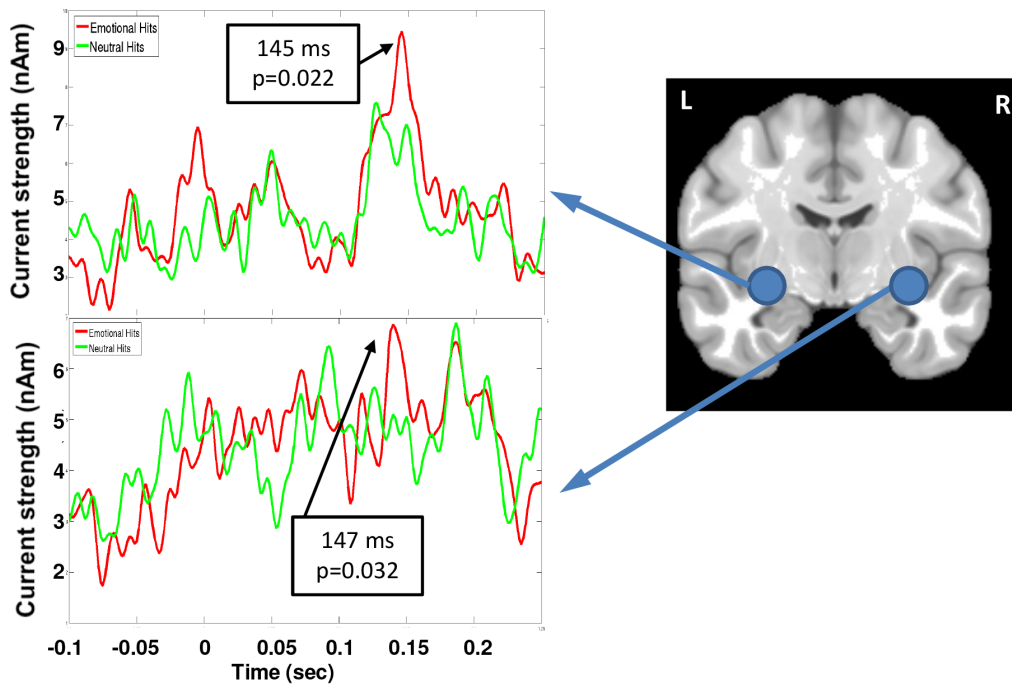 Current strength (nAm)
9
7
5
3
Emotional Hits
Neutral Hits
145 ms
p=0.022
L
R
Current strength (nAm)
6
5
4
3
2
Emotional Hits
Neutral Hits
147 ms
p=0.032
-0.1 -0.05 0 0.05 0.1 0.15 0.2
Time (sec)